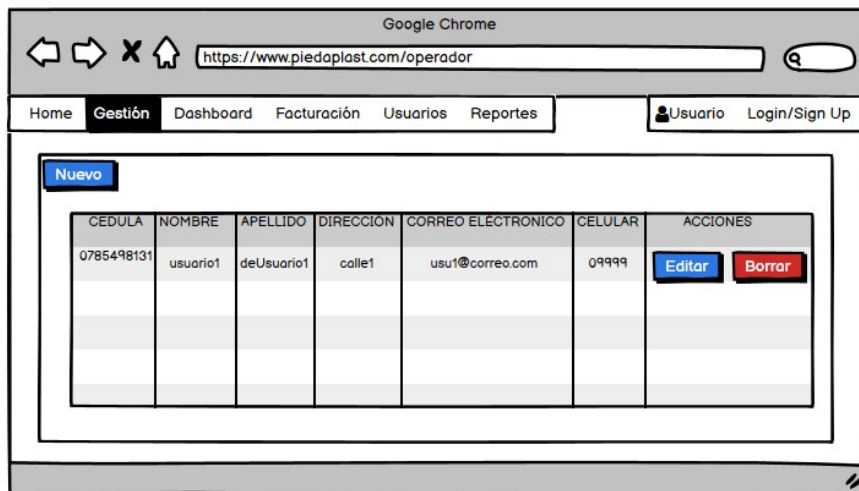 Google Chrome
https://www.piedaplast.com/operador
Home Gestión Dashboard Facturación Usuarios Reportes Usuario Login/Sign Up
Nuevo
CEDULA NOMBRE APELLIDO DIRECCIÓN CORREO ELÉCTRONICO CELULAR ACCIONES
0785498131 usuario1 deUsuario1 calle1 usu1@correo.com 09999 Editar Borrar